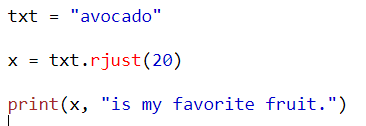 txt = "avocado"
x = txt.rjust(20)
print(x, "is my favorite fruit.")